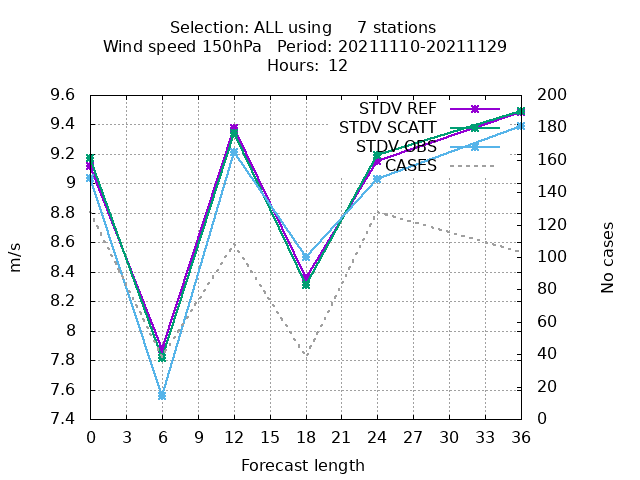 Selection: ALL using     7 stations
Wind speed 150hPa   Period: 20211110-20211129
Hours:  12
STDV REF
STDV SCATT
STDV OBS
CASES
m/s
9.6
9.4
9.2
9
8.8
8.6
8.4
8.2
8
7.8
7.6
7.4
200
180
160
140
120
100
80
60
40
20
0
No cases
0 3 6 9 12 15 18 21 24 27 30 33 36
Forecast length